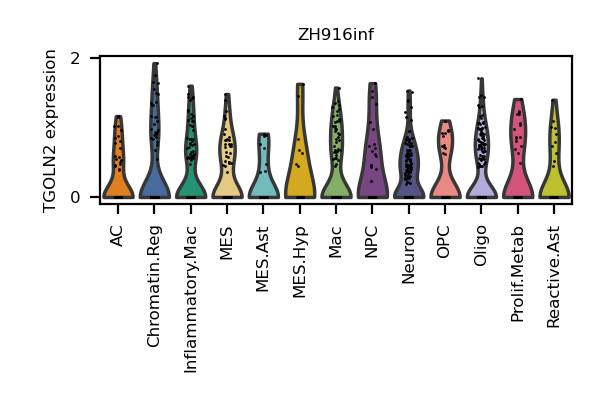 ZH916inf
TGOLN2 expression
2
0
AC
Chromatin.Reg
Inflammatory.Mac
MES
MES.Ast
MES.Hyp
Mac
NPC
Neuron
OPC
Oligo
Prolif.Metab
Reactive.Ast